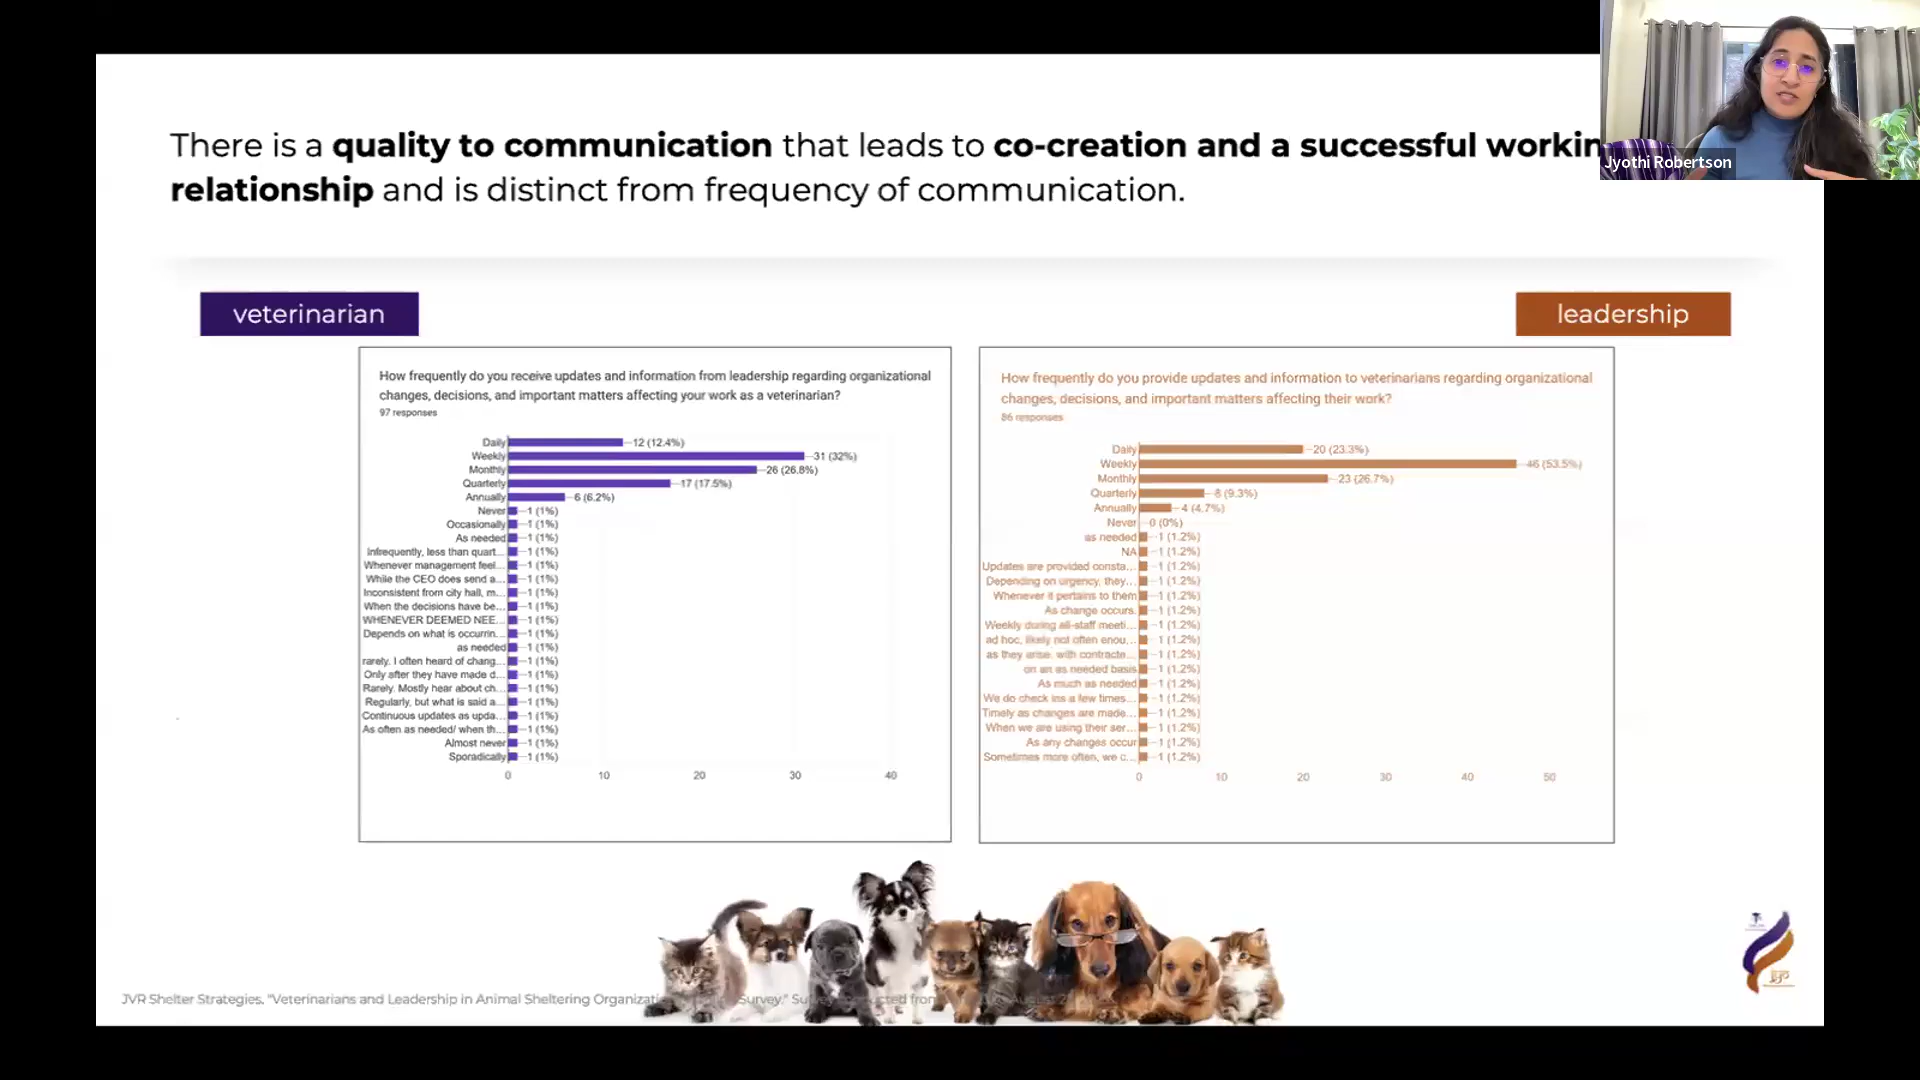 There is a quality to communication that leads to co-creation and a successful workin
relationship and is distinct from frequency of communication.
Jyothi Robertson
veterinarian
leadership
How frequently do you receive updates and information from leadership regarding organizational
changes, decisions, and important matters affecting your work as a veterinarian?
97 responses
Daily 12 (12.4%)
Weekly 31 (32%)
Monthly 26 (26.8%)
Quarterly 17 (17.5%)
Annually 6 (6.2%)
Never 1 (1%)
Occasionally 1 (1%)
As needed 1 (1%)
Infrequently, less than quart... 1 (1%)
Whenever management feel... 1 (1%)
While the CEO does send a... 1 (1%)
Inconsistent from city hall, m... 1 (1%)
When the decisions have be... 1 (1%)
WHENEVER DEEMED NEE... 1 (1%)
Depends on what is occurrin... 1 (1%)
as needed 1 (1%)
rarely. I often heard of chang... 1 (1%)
Only after they have made d... 1 (1%)
Rarely. Mostly hear about ch... 1 (1%)
Regularly, but what is said a... 1 (1%)
Continuous updates as upda... 1 (1%)
As often as needed/ when th... 1 (1%)
Almost never 1 (1%)
Sporadically 1 (1%)
0 10 20 30 40
How frequently do you provide updates and information to veterinarians regarding organizational
changes, decisions, and important matters affecting their work?
86 responses
Daily 20 (23.3%)
Weekly 46 (53.5%)
Monthly 23 (26.7%)
Quarterly 8 (9.3%)
Annually 4 (4.7%)
Never 0 (0%)
as needed 1 (1.2%)
NA 1 (1.2%)
Updates are provided consta... 1 (1.2%)
Depending on urgency, they... 1 (1.2%)
Whenever it pertains to them 1 (1.2%)
As change occurs. 1 (1.2%)
Weekly during all-staff meeti... 1 (1.2%)
ad hoc, likely not often enou... 1 (1.2%)
as they arise. with contracte... 1 (1.2%)
on an as needed basis 1 (1.2%)
As much as needed 1 (1.2%)
We do check ins a few times... 1 (1.2%)
Timely as changes are made... 1 (1.2%)
When we are using their ser... 1 (1.2%)
As any changes occur 1 (1.2%)
Sometimes more often, we c... 1 (1.2%)
0 10 20 30 40 50
JVR Shelter Strategies. "Veterinarians and Leadership in Animal Sheltering Survey."